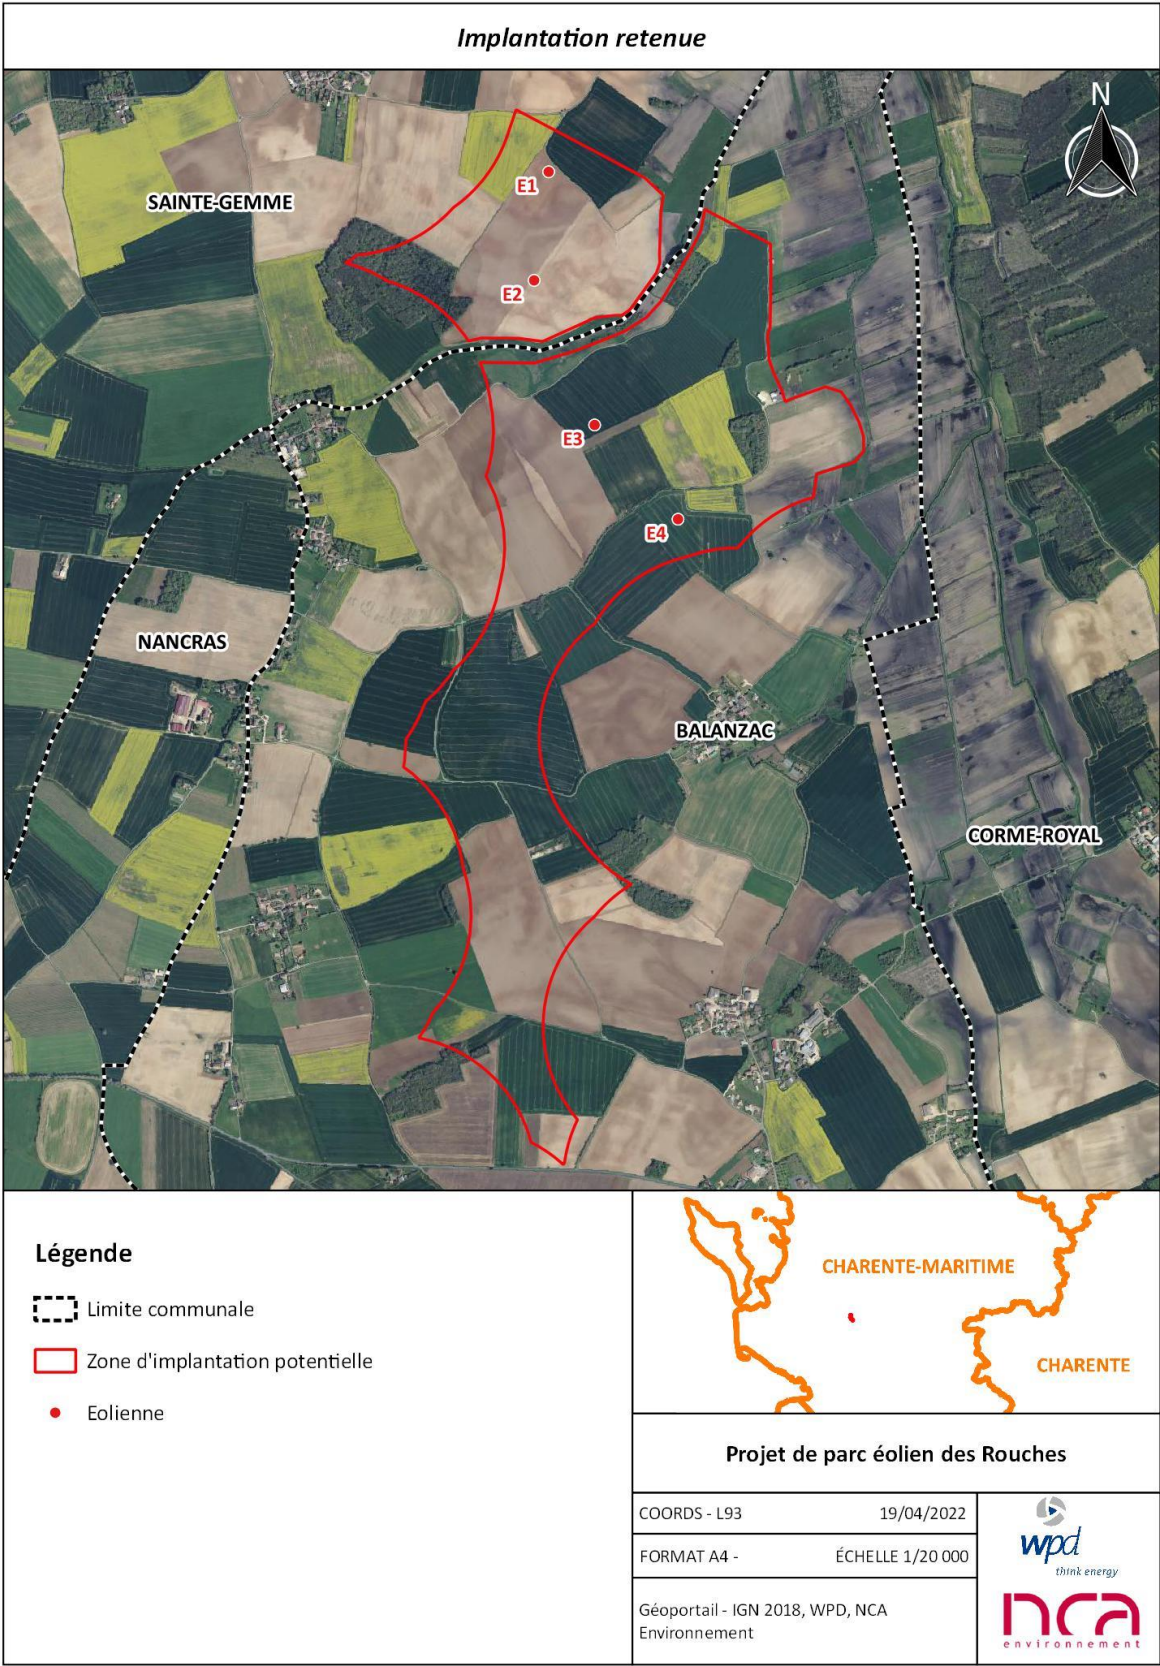 Implantation retenue
N
SAINTE-GEMME
E1
E2
E3
E4
NANCRAS
BALANZAC
CORME-ROYAL
Légende
Limite communale
Zone d'implantation potentielle
Eolienne
CHARENTE-MARITIME
CHARENTE
Projet de parc éolien des Rouches
COORDS - L93 19/04/2022
FORMAT A4 - ÉCHELLE 1/20 000
Géoportail - IGN 2018, WPD, NCA
Environnement
wpd
think energy
nca
environnement